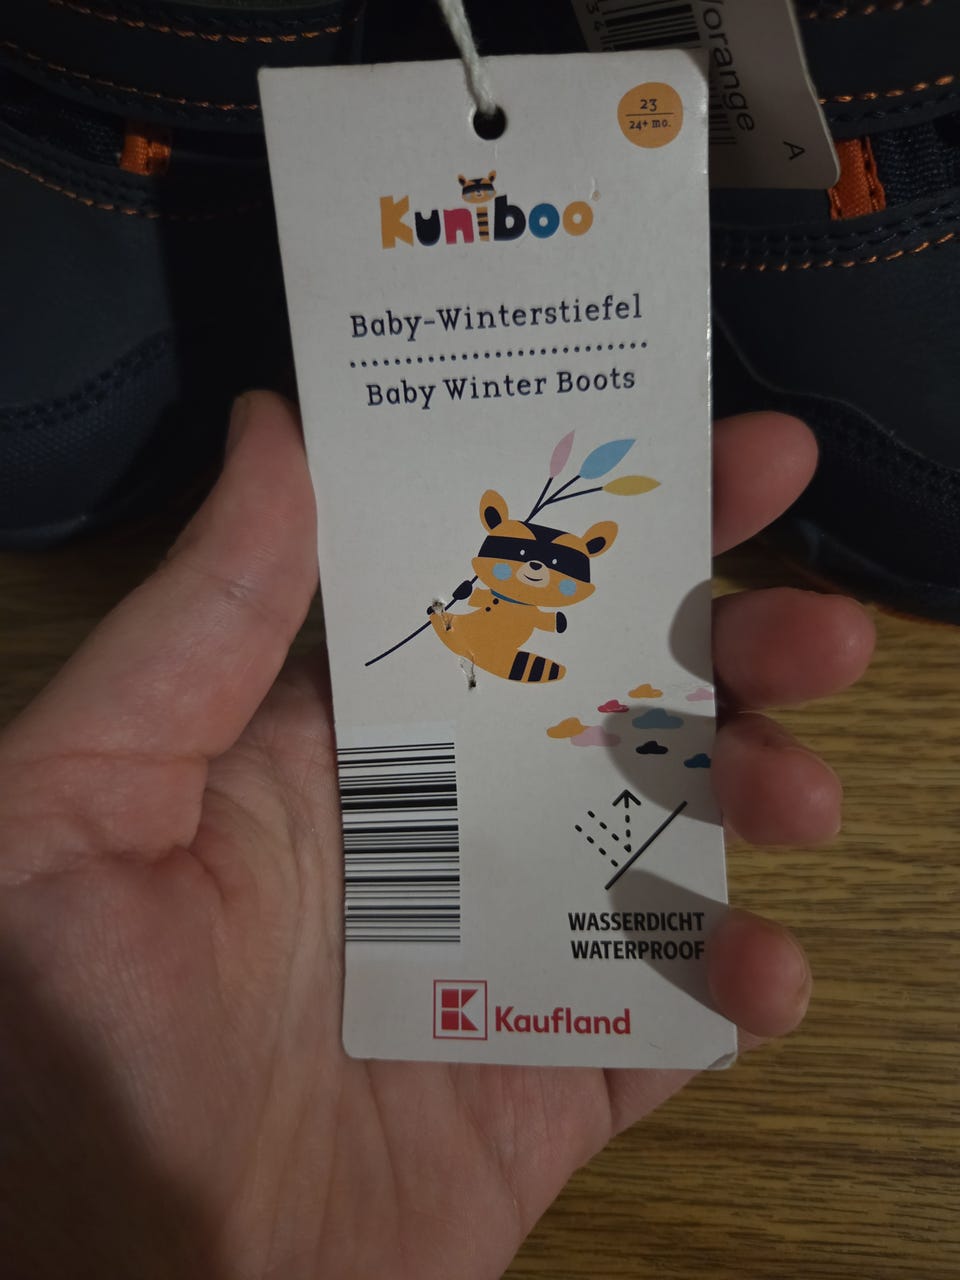 23
24+ mo.
Kuniboo
Baby-Winterstiefel
Baby Winter Boots
WASSERDICHT
WATERPROOF
Kaufland
/orange
A